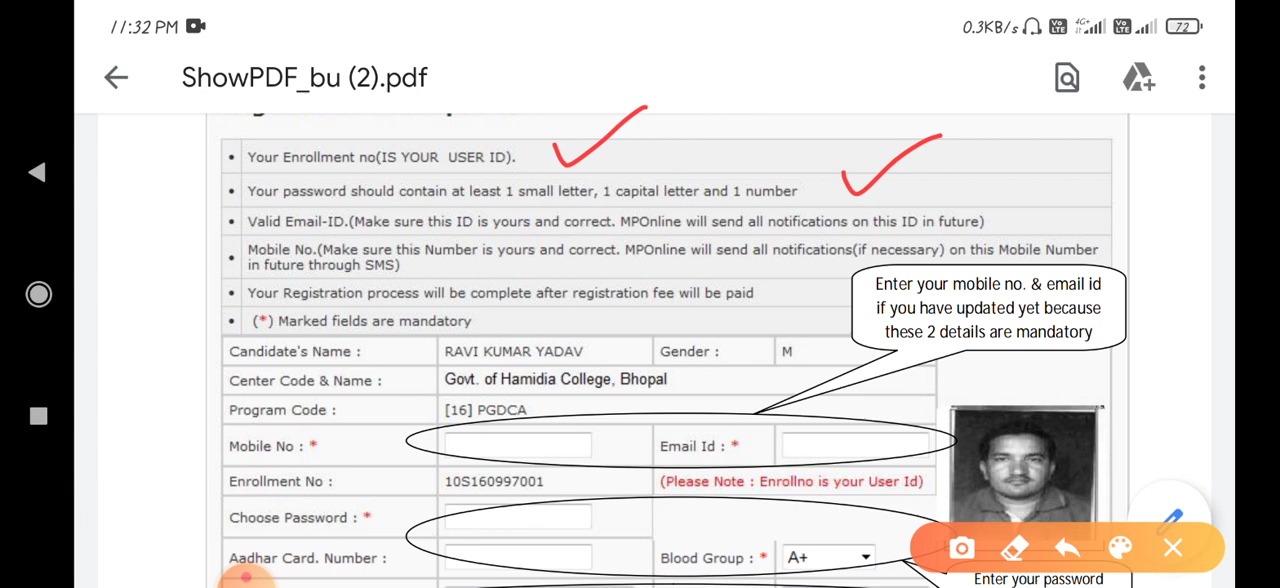 11:32 PM
0.3KB/s
Vo LTE
4G+
Vo LTE
72
ShowPDF_bu (2).pdf
Your Enrollment no(IS YOUR USER ID).
Your password should contain at least 1 small letter, 1 capital letter and 1 number
Valid Email-ID.(Make sure this ID is yours and correct. MPOnline will send all notifications on this ID in future)
Mobile No.(Make sure this Number is yours and correct. MPOnline will send all notifications(if necessary) on this Mobile Number
in future through SMS)
Your Registration process will be complete after registration fee will be paid
(*) Marked fields are mandatory
Enter your mobile no. & email id
if you have updated yet because
these 2 details are mandatory
Candidate's Name : RAVI KUMAR YADAV Gender : M
Center Code & Name : Govt. of Hamidia College, Bhopal
Program Code : [16] PGDCA
Mobile No : * Email Id : *
Enrollment No : 10S160997001 (Please Note : Enrollno is your User Id)
Choose Password : *
Aadhar Card. Number : Blood Group : * A+
Enter your password